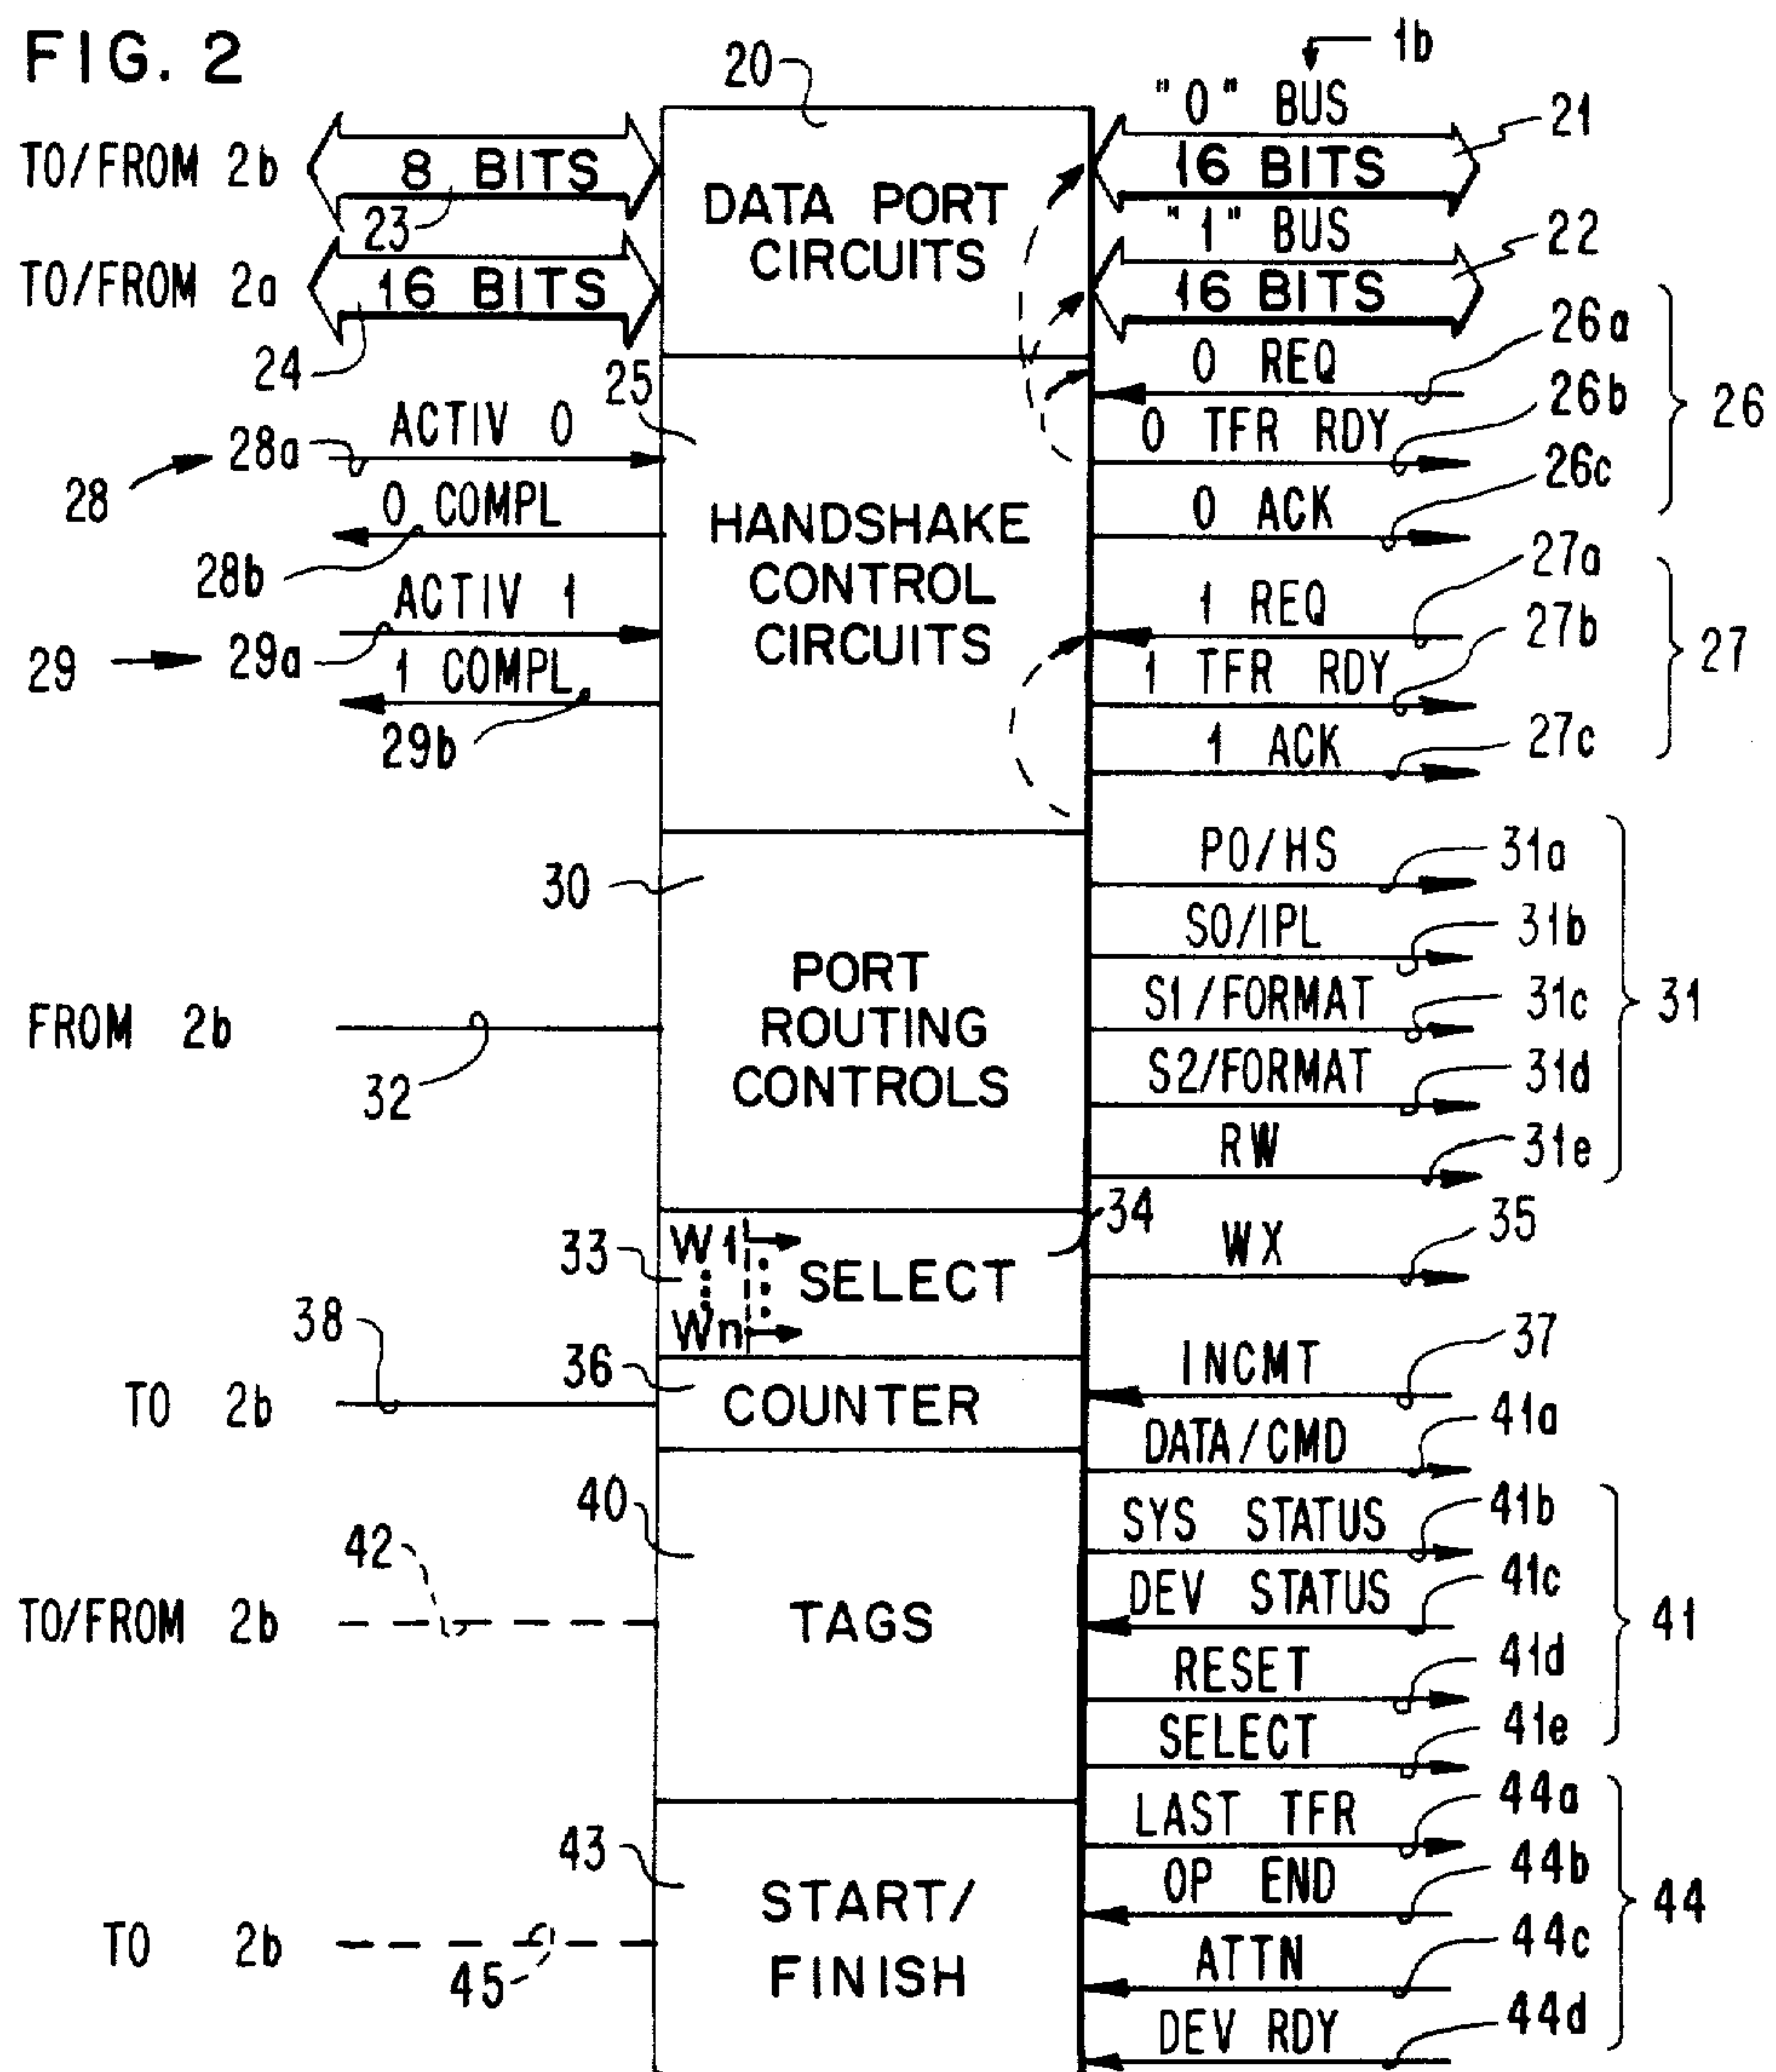 FIG. 2
1b
20
"0" BUS
21
TO/FROM 2b
8 BITS
23
DATA PORT
CIRCUITS
16 BITS
"1" BUS
22
TO/FROM 2a
16 BITS
24
16 BITS
25
0 REQ
26a
0 TFR RDY
26b
0 ACK
26c
26
28
28a
ACTIV 0
28b
0 COMPL
HANDSHAKE
CONTROL
CIRCUITS
29
29a
ACTIV 1
1 COMPL
29b
1 REQ
27a
1 TFR RDY
27b
1 ACK
27c
27
30
PORT
ROUTING
CONTROLS
FROM 2b
32
P0/HS
31a
S0/IPL
31b
S1/FORMAT
31c
S2/FORMAT
31d
RW
31e
31
33
W1
Wn
SELECT
34
WX
35
38
TO 2b
36
COUNTER
INCMT
37
DATA/CMD
41a
40
42
TO/FROM 2b
TAGS
SYS STATUS
41b
DEV STATUS
41c
RESET
41d
SELECT
41e
41
43
START/
FINISH
TO 2b
45
LAST TFR
44a
OP END
44b
ATTN
44c
DEV RDY
44d
44